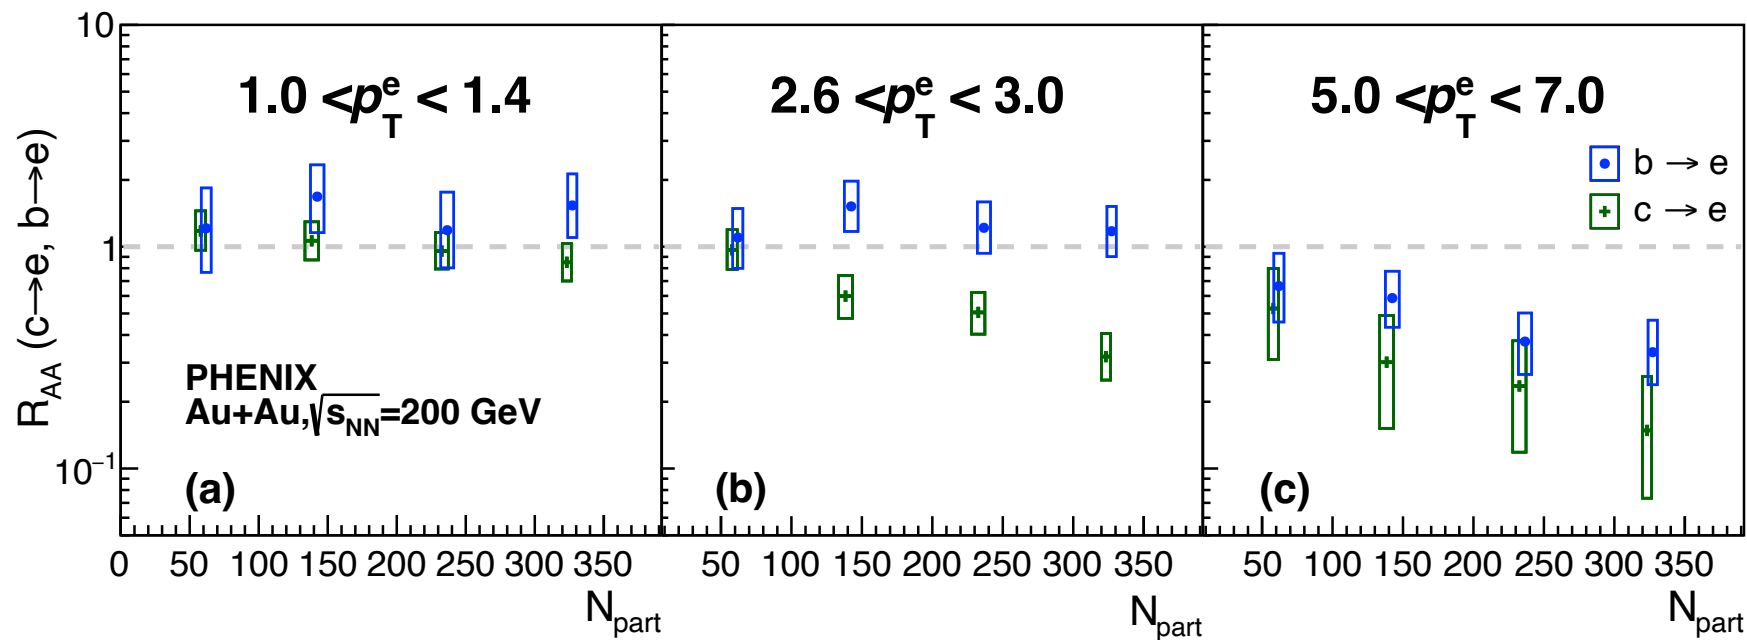 10
1
10⁻¹
R_AA (c→e, b→e)
1.0 <p_T^e < 1.4
PHENIX
Au+Au,√s_NN=200 GeV
(a)
0 50 100 150 200 250 300 350
N_part
2.6 <p_T^e < 3.0
(b)
50 100 150 200 250 300 350
N_part
5.0 <p_T^e < 7.0
b → e
c → e
(c)
50 100 150 200 250 300 350
N_part